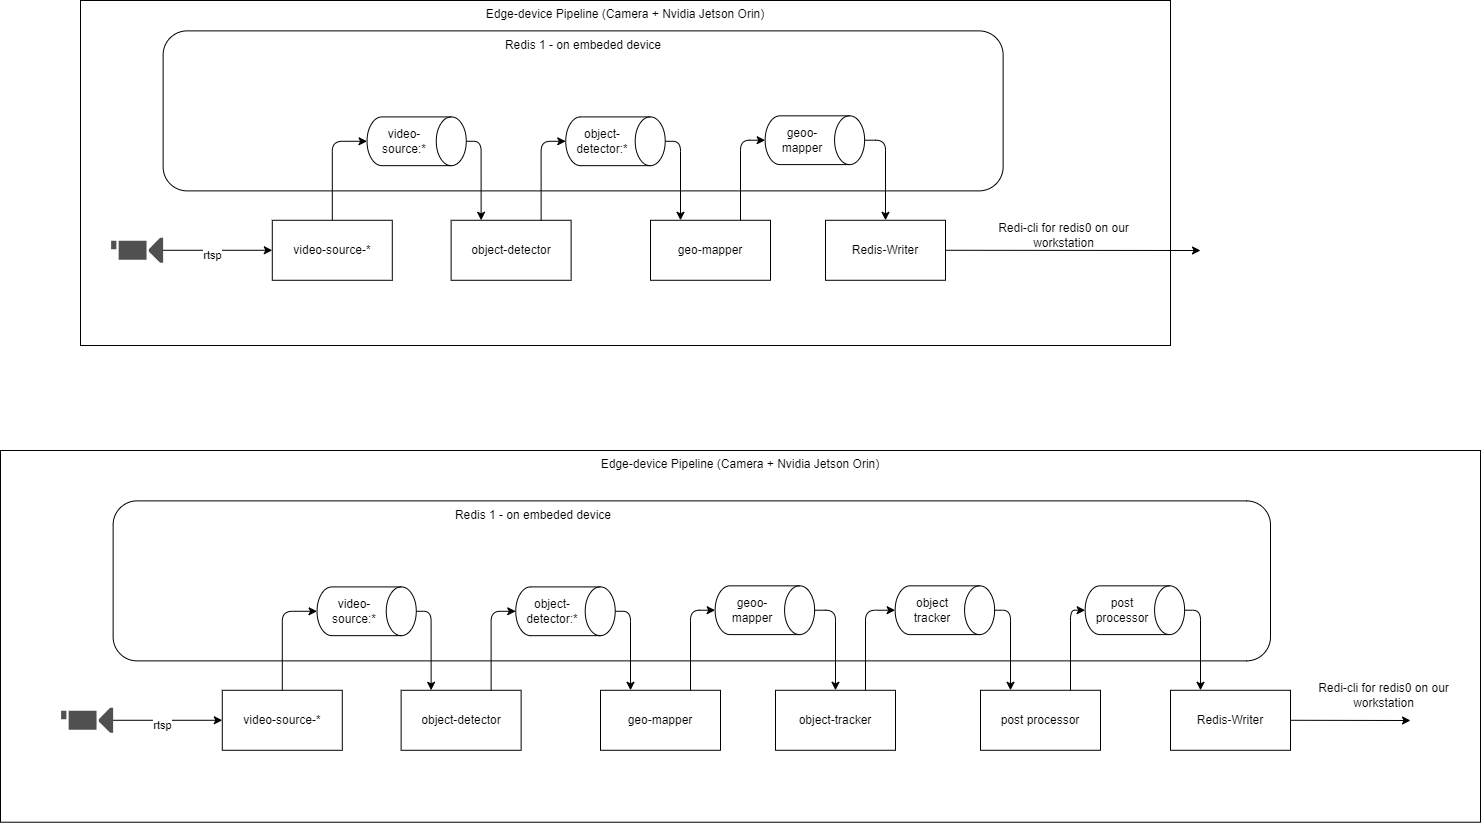 Edge-device Pipeline (Camera + Nvidia Jetson Orin)
Redis 1 - on embeded device
video-
source:*
object-
detector:*
geoo-
mapper
rtsp
video-source-*
object-detector
geo-mapper
Redis-Writer
Redi-cli for redis0 on our
workstation
Edge-device Pipeline (Camera + Nvidia Jetson Orin)
Redis 1 - on embeded device
video-
source:*
object-
detector:*
geoo-
mapper
object
tracker
post
processor
rtsp
video-source-*
object-detector
geo-mapper
object-tracker
post processor
Redis-Writer
Redi-cli for redis0 on our
workstation